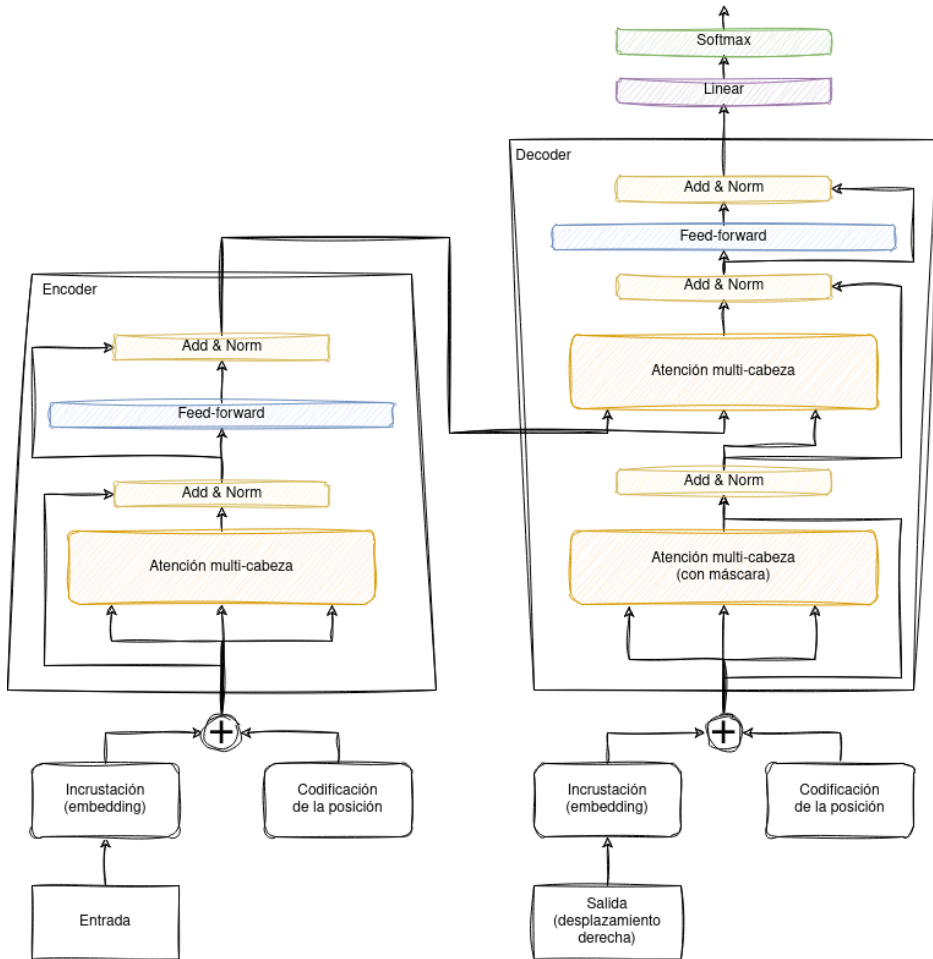 Softmax
Linear
Decoder
Add & Norm
Feed-forward
Add & Norm
Atención multi-cabeza
Add & Norm
Atención multi-cabeza
(con máscara)
Encoder
Add & Norm
Feed-forward
Add & Norm
Atención multi-cabeza
+
+
Incrustación
(embedding)
Codificación
de la posición
Incrustación
(embedding)
Codificación
de la posición
Entrada
Salida
(desplazamiento
derecha)